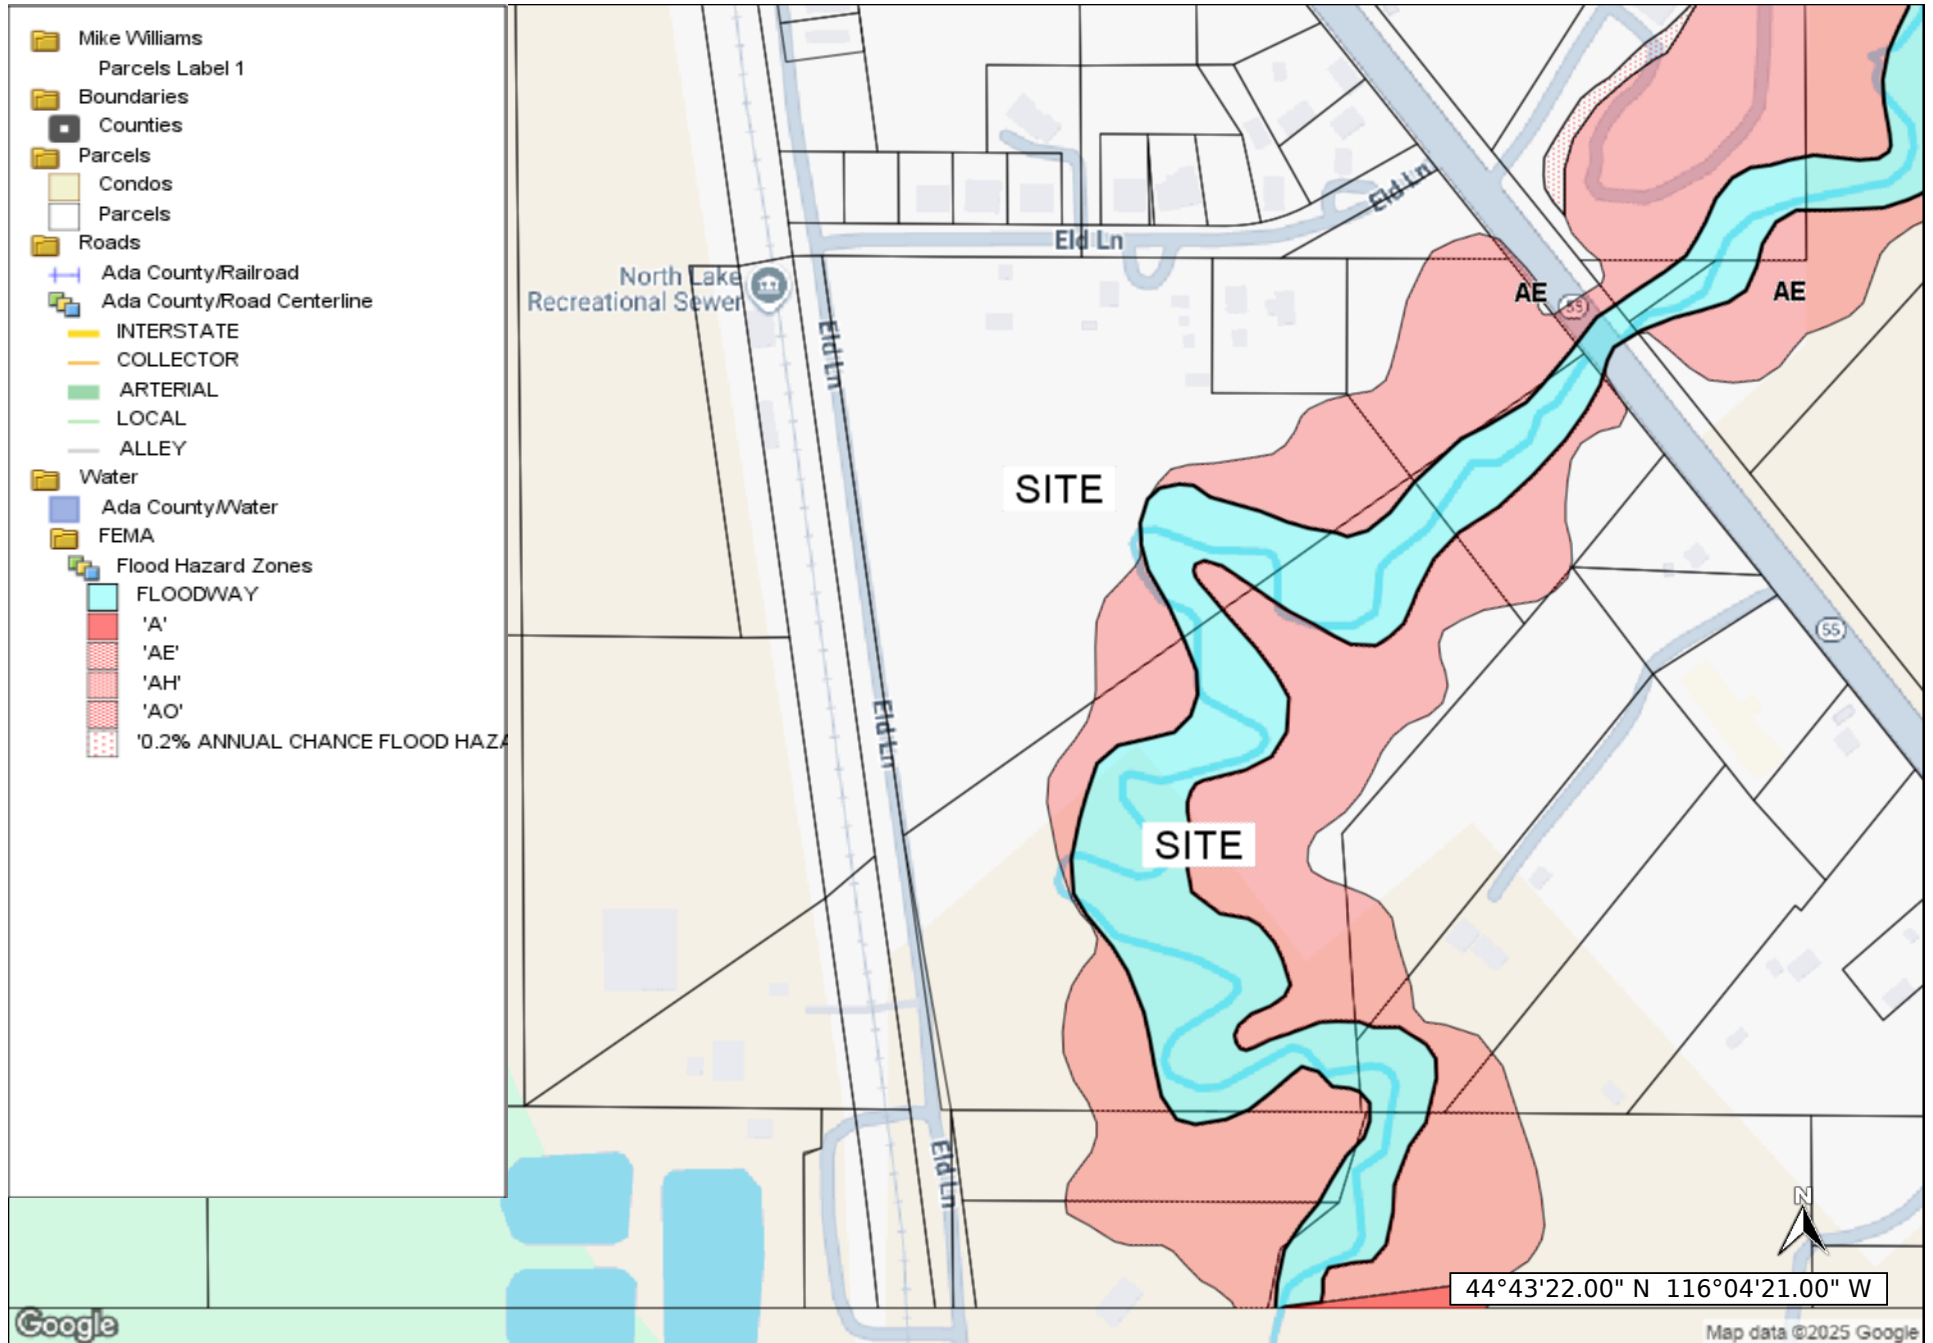 Mike Williams
Parcels Label 1
Boundaries
Counties
Parcels
Condos
Parcels
Roads
Ada County/Railroad
Ada County/Road Centerline
INTERSTATE
COLLECTOR
ARTERIAL
LOCAL
ALLEY
Water
Ada County/Water
FEMA
Flood Hazard Zones
FLOODWAY
'A'
'AE'
'AH'
'AO'
'0.2% ANNUAL CHANCE FLOOD HAZA
Eld Ln
Eld Ln
North Lake
Recreational Sewer
AE
55
AE
Eld Ln
SITE
55
Eld Ln
SITE
Eld Ln
N
44°43'22.00" N 116°04'21.00" W
Google
Map data ©2025 Google